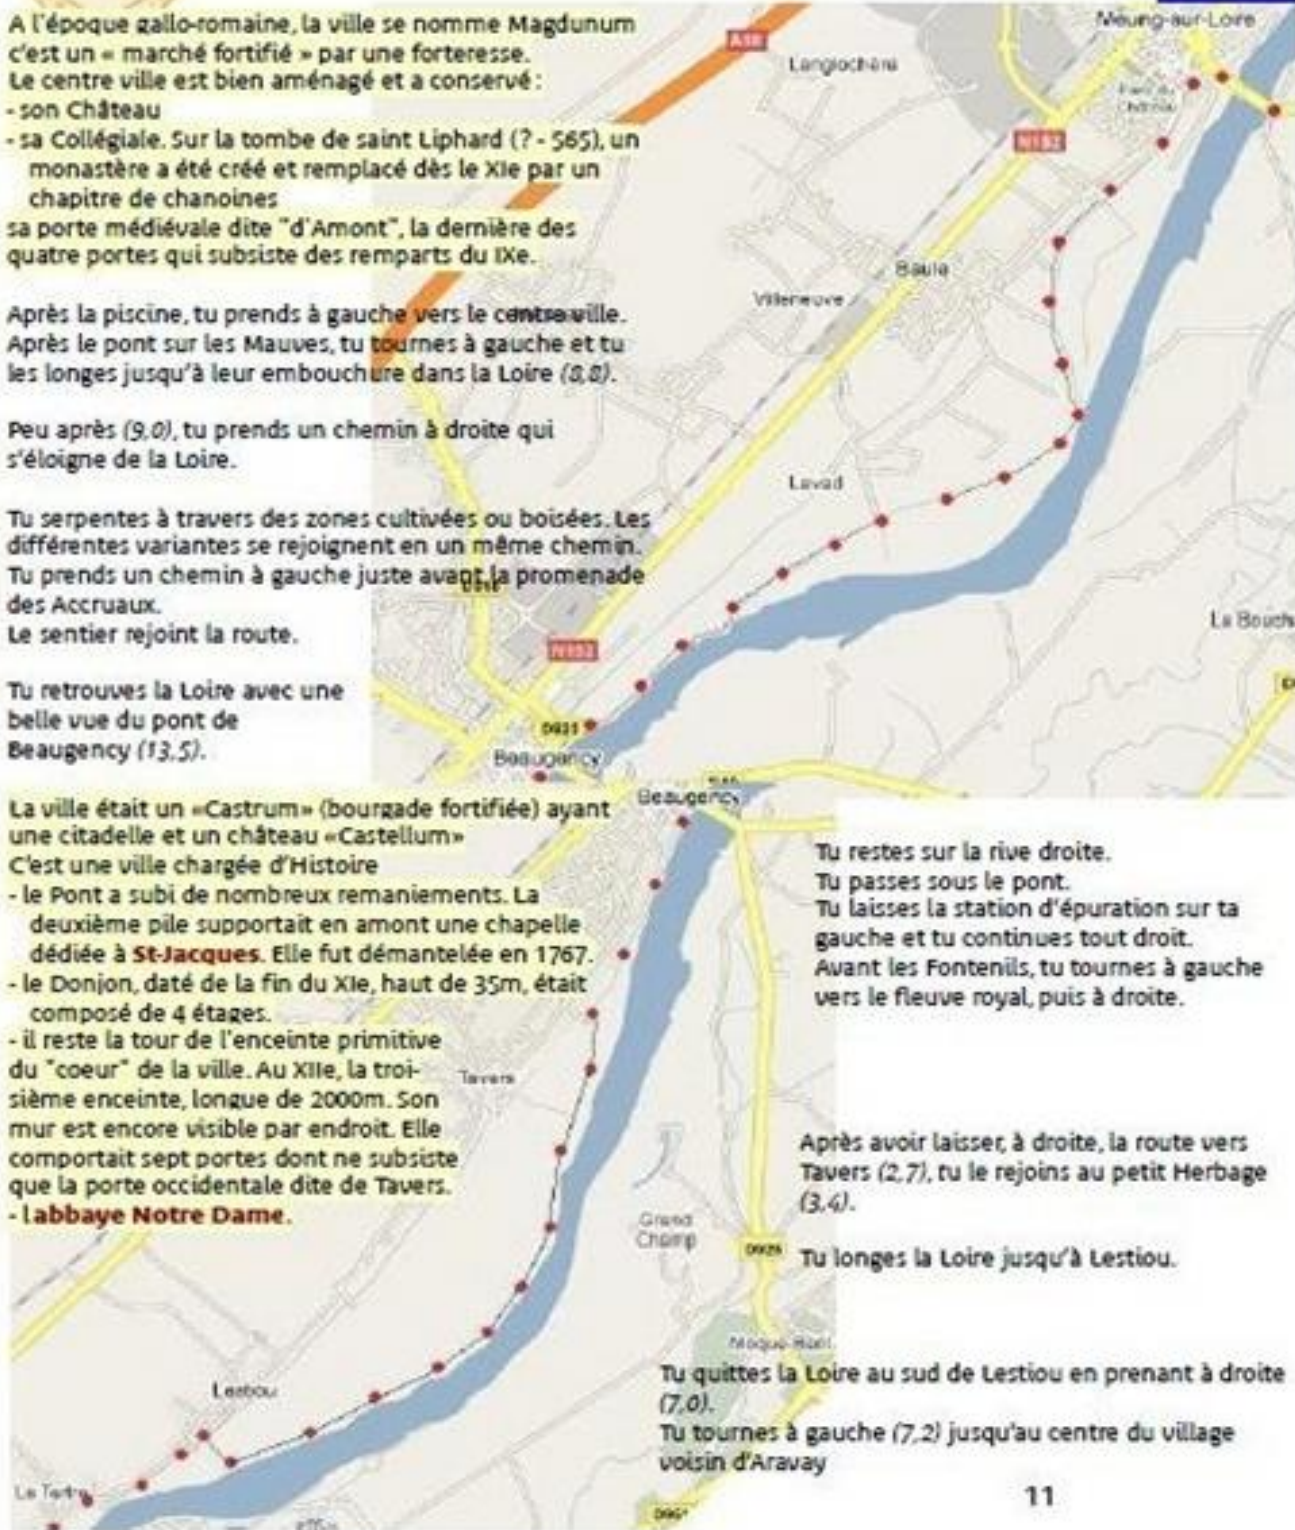 A l'époque gallo-romaine, la ville se nomme Magdunum
c'est un « marché fortifié » par une forteresse.
Le centre ville est bien aménagé et a conservé :
- son Château
- sa Collégiale. Sur la tombe de saint Liphard (? - 565), un
monastère a été créé et remplacé dès le XIe par un
chapitre de chanoines
sa porte médiévale dite "d'Amont", la dernière des
quatre portes qui subsiste des remparts du IXe.
Après la piscine, tu prends à gauche vers le centre ville.
Après le pont sur les Mauves, tu tournes à gauche et tu
les longes jusqu'à leur embouchure dans la Loire (8,8).
Peu après (9,0), tu prends un chemin à droite qui
s'éloigne de la Loire.
Tu serpentes à travers des zones cultivées ou boisées. Les
différentes variantes se rejoignent en un même chemin.
Tu prends un chemin à gauche juste avant la promenade
des Accruaux.
Le sentier rejoint la route.
Tu retrouves la Loire avec une
belle vue du pont de
Beaugency (13,5).
Meung-sur-Loire
Langlochère
N152
Baule
Villeneuve
Lavad
La Bouch
N152
Beaugency
La ville était un «Castrum» (bourgade fortifiée) ayant
une citadelle et un château «Castellum»
C'est une ville chargée d'Histoire
- le Pont a subi de nombreux remaniements. La
deuxième pile supportait en amont une chapelle
dédiée à St-Jacques. Elle fut démantelée en 1767.
- le Donjon, daté de la fin du XIe, haut de 35m, était
composé de 4 étages.
- il reste la tour de l'enceinte primitive
du "coeur" de la ville. Au XIIe, la troi-
sième enceinte, longue de 2000m. Son
mur est encore visible par endroit. Elle
comportait sept portes dont ne subsiste
que la porte occidentale dite de Tavers.
- labbaye Notre Dame.
Beaugency
Tavers
Grand
Champ
D925
Lestiou
Le Tertre
Tu restes sur la rive droite.
Tu passes sous le pont.
Tu laisses la station d'épuration sur ta
gauche et tu continues tout droit.
Avant les Fontenils, tu tournes à gauche
vers le fleuve royal, puis à droite.
Après avoir laisser, à droite, la route vers
Tavers (2,7), tu le rejoins au petit Herbage
(3,4).
Tu longes la Loire jusqu'à Lestiou.
Tu quittes la Loire au sud de Lestiou en prenant à droite
(7,0).
Tu tournes à gauche (7,2) jusqu'au centre du village
voisin d'Aravay
11